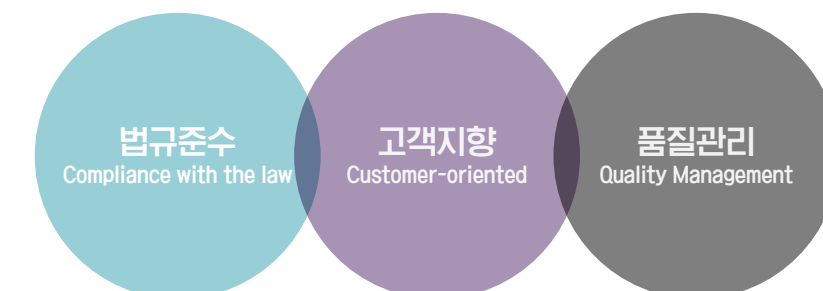 법규준수
Compliance with the law
고객지향
Customer-oriented
품질관리
Quality Management